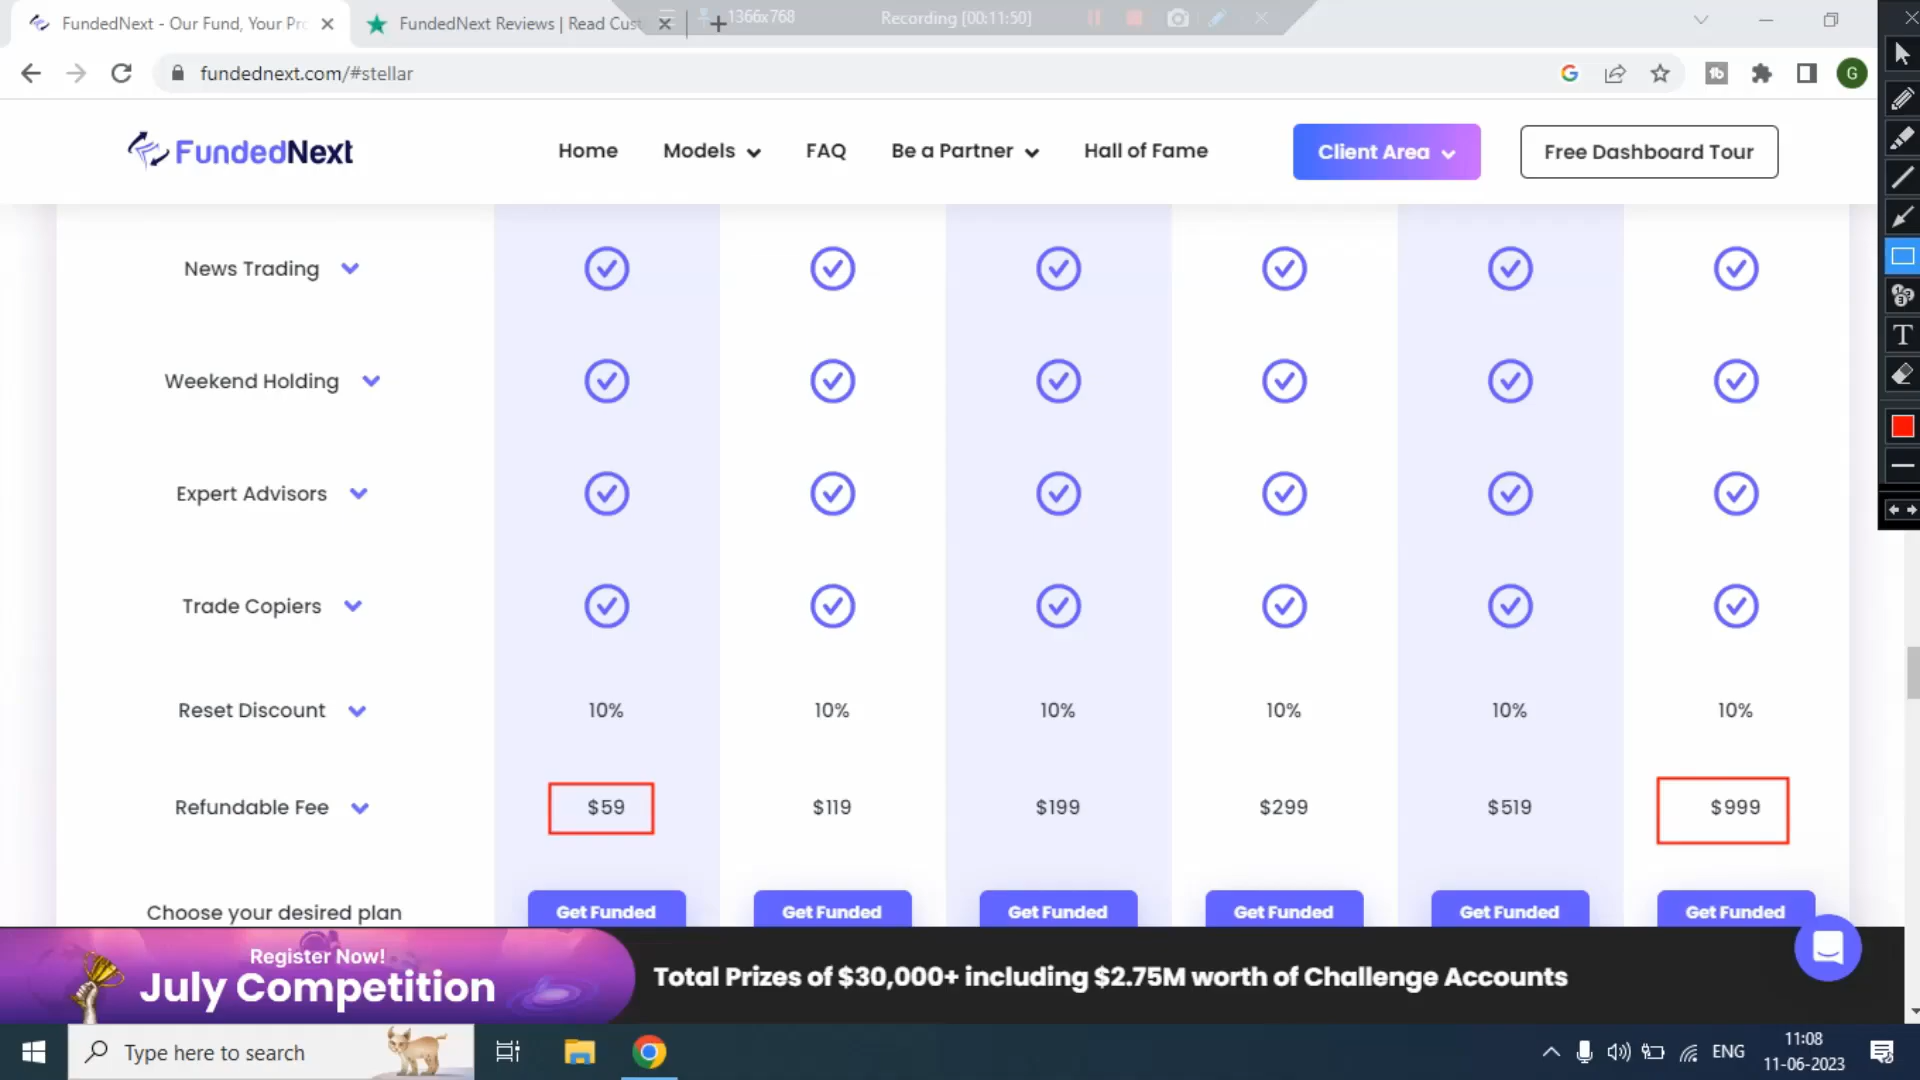 FundedNext - Our Fund, Your Pro
FundedNext Reviews | Read Cust
1366x768
Recording [00:11:50]
fundednext.com/#stellar
G
FundedNext
Home
Models
FAQ
Be a Partner
Hall of Fame
Client Area
Free Dashboard Tour
News Trading
Weekend Holding
Expert Advisors
Trade Copiers
Reset Discount 10% 10% 10% 10% 10% 10%
Refundable Fee $59 $119 $199 $299 $519 $999
Choose your desired plan Get Funded Get Funded Get Funded Get Funded Get Funded Get Funded
Register Now!
July Competition
Total Prizes of $30,000+ including $2.75M worth of Challenge Accounts
Type here to search
ENG
11:08
11-06-2023